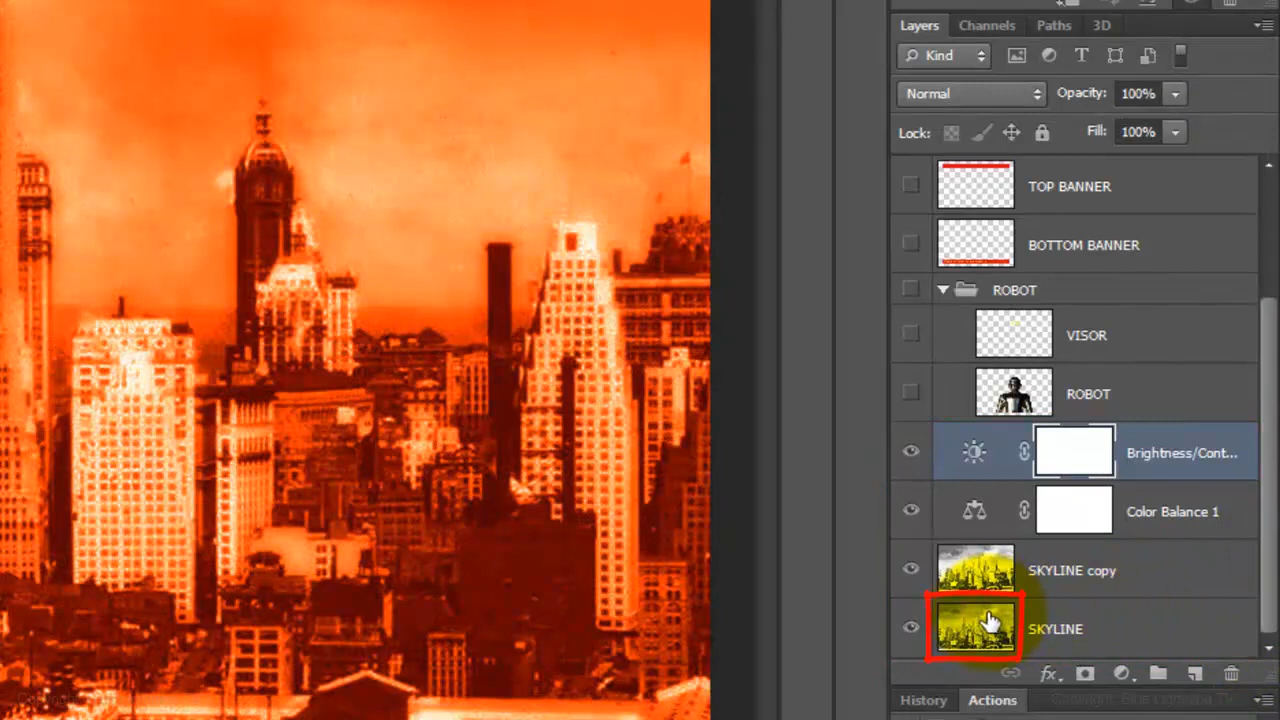 Layers Channels Paths 3D
Kind
Normal Opacity: 100%
Lock: Fill: 100%
TOP BANNER
BOTTOM BANNER
ROBOT
VISOR
ROBOT
Brightness/Cont...
Color Balance 1
SKYLINE copy
SKYLINE
fx
History Actions